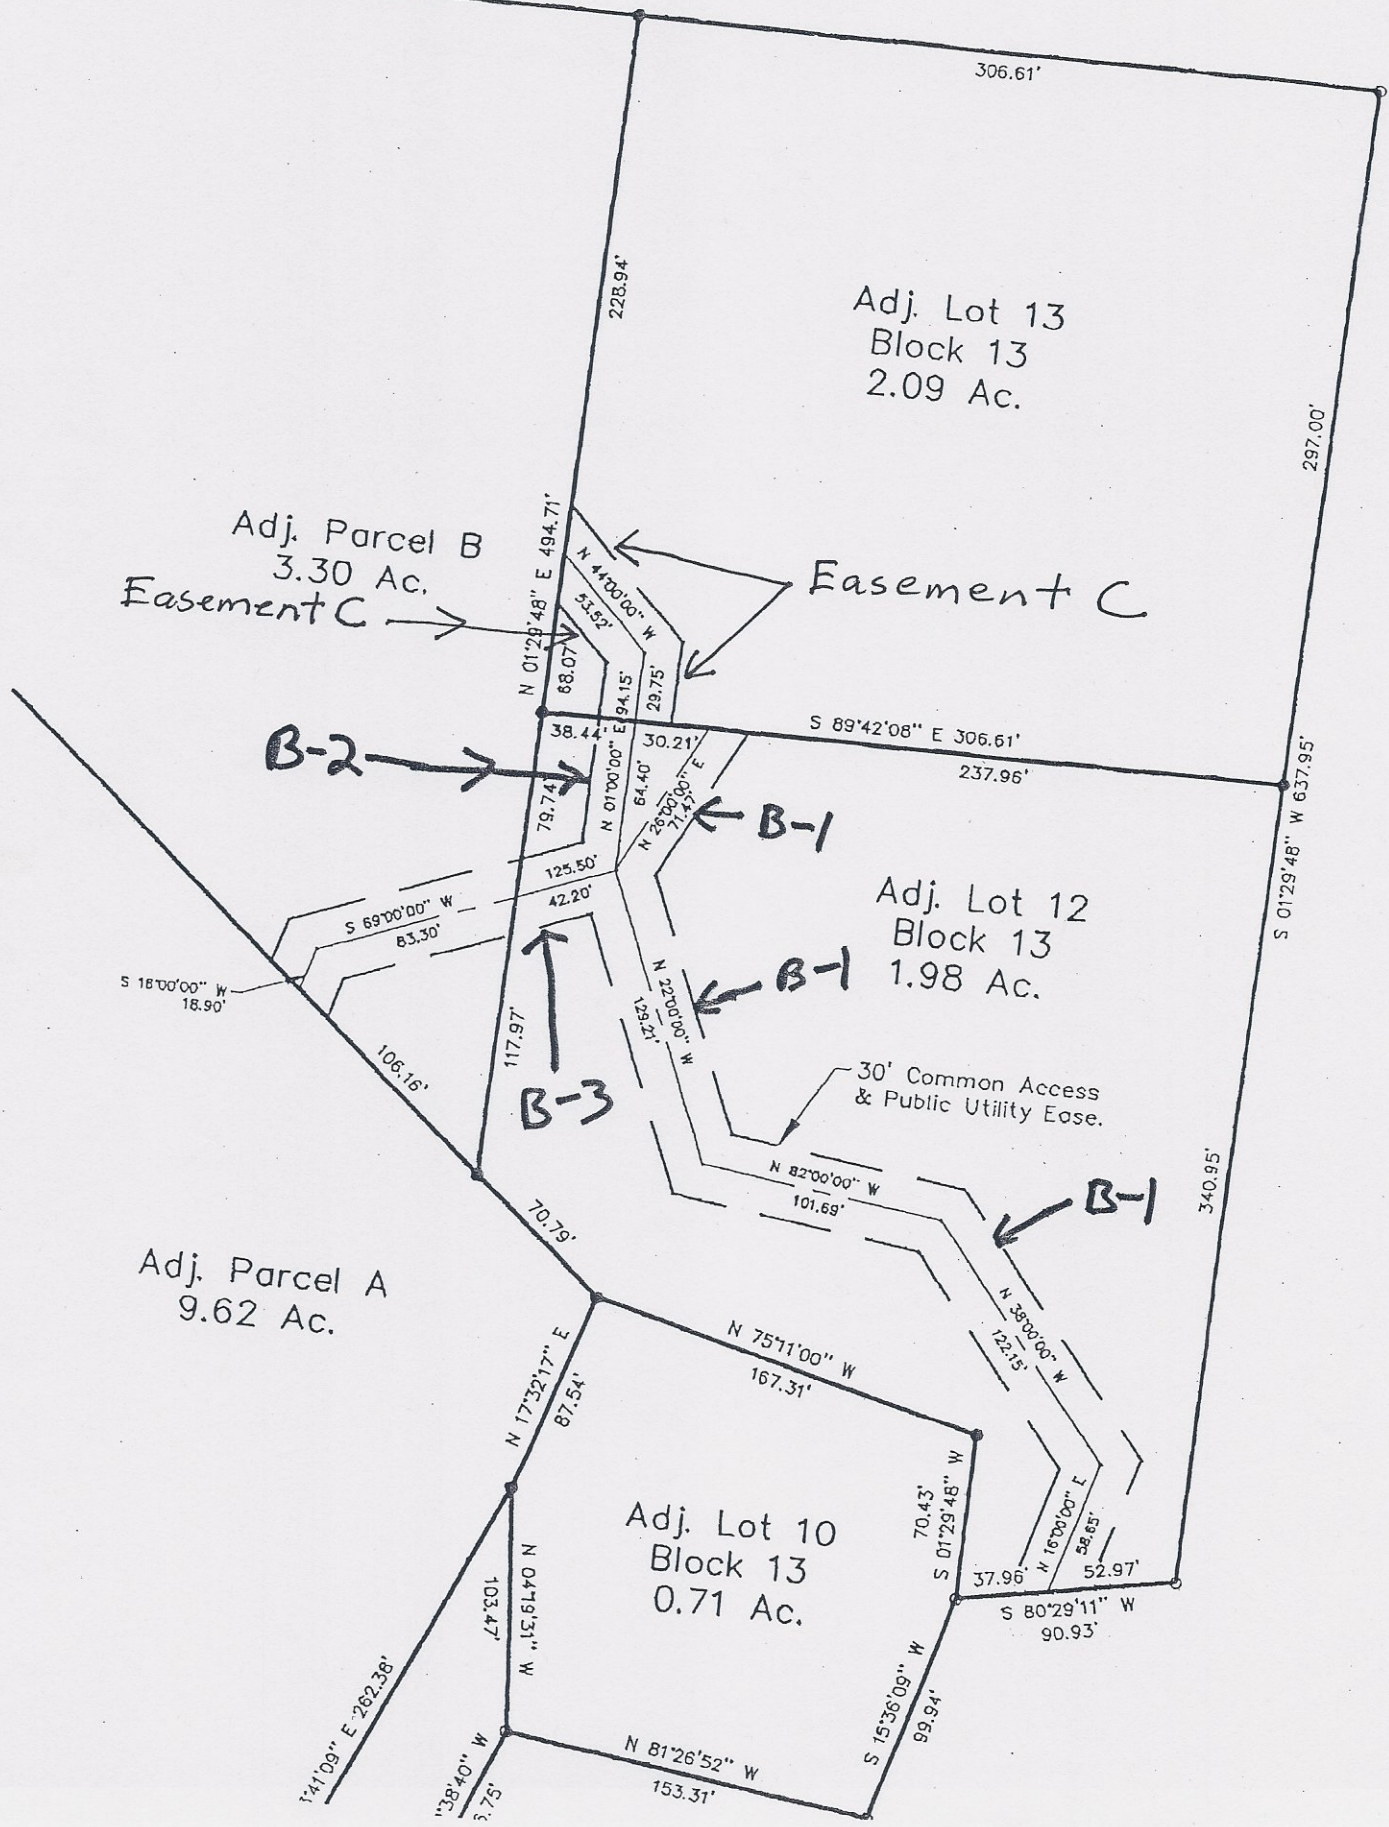 306.61'
228.94'
Adj. Lot 13
Block 13
2.09 Ac.
297.00'
N 01°29'48" E 494.71'
Adj. Parcel B
3.30 Ac.
Easement C
Easement C
N 44°00'00" W
53.52'
68.07'
94.15'
29.75'
S 89°42'08" E 306.61'
38.44'
30.21'
237.96'
B-2
79.74'
N 01°00'00" E
64.40'
N 26°00'00" E
71.47'
B-1
S 01°29'48" W 637.95'
125.50'
42.20'
S 69°00'00" W
83.30'
Adj. Lot 12
Block 13
1.98 Ac.
S 18°00'00" W
18.90'
B-1
N 22°00'00" W
129.21'
117.97'
106.16'
B-3
30' Common Access
& Public Utility Ease.
N 82°00'00" W
101.69'
B-1
340.95'
70.79'
Adj. Parcel A
9.62 Ac.
N 38°00'00" W
122.15'
N 75°11'00" W
167.31'
N 17°32'17" E
87.54'
70.43'
S 01°29'48" W
N 16°00'00" E
58.65'
Adj. Lot 10
Block 13
0.71 Ac.
37.96'
52.97'
S 80°29'11" W
90.93'
N 04°19'31" W
103.47'
S 15°36'09" W
99.94'
41'09" E 262.38'
38'40" W
.75'
N 81°26'52" W
153.31'